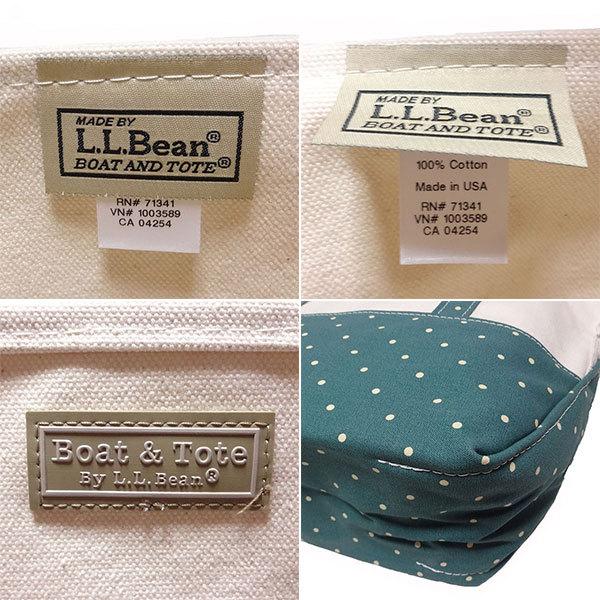 MADE BY
L.L.Bean®
BOAT AND TOTE®
RN# 71341
VN# 1003589
CA 04254
MADE BY
L.L.Bean®
BOAT AND TOTE®
100% Cotton
Made in USA
RN# 71341
VN# 1003589
CA 04254
Boat & Tote
By L.L.Bean®